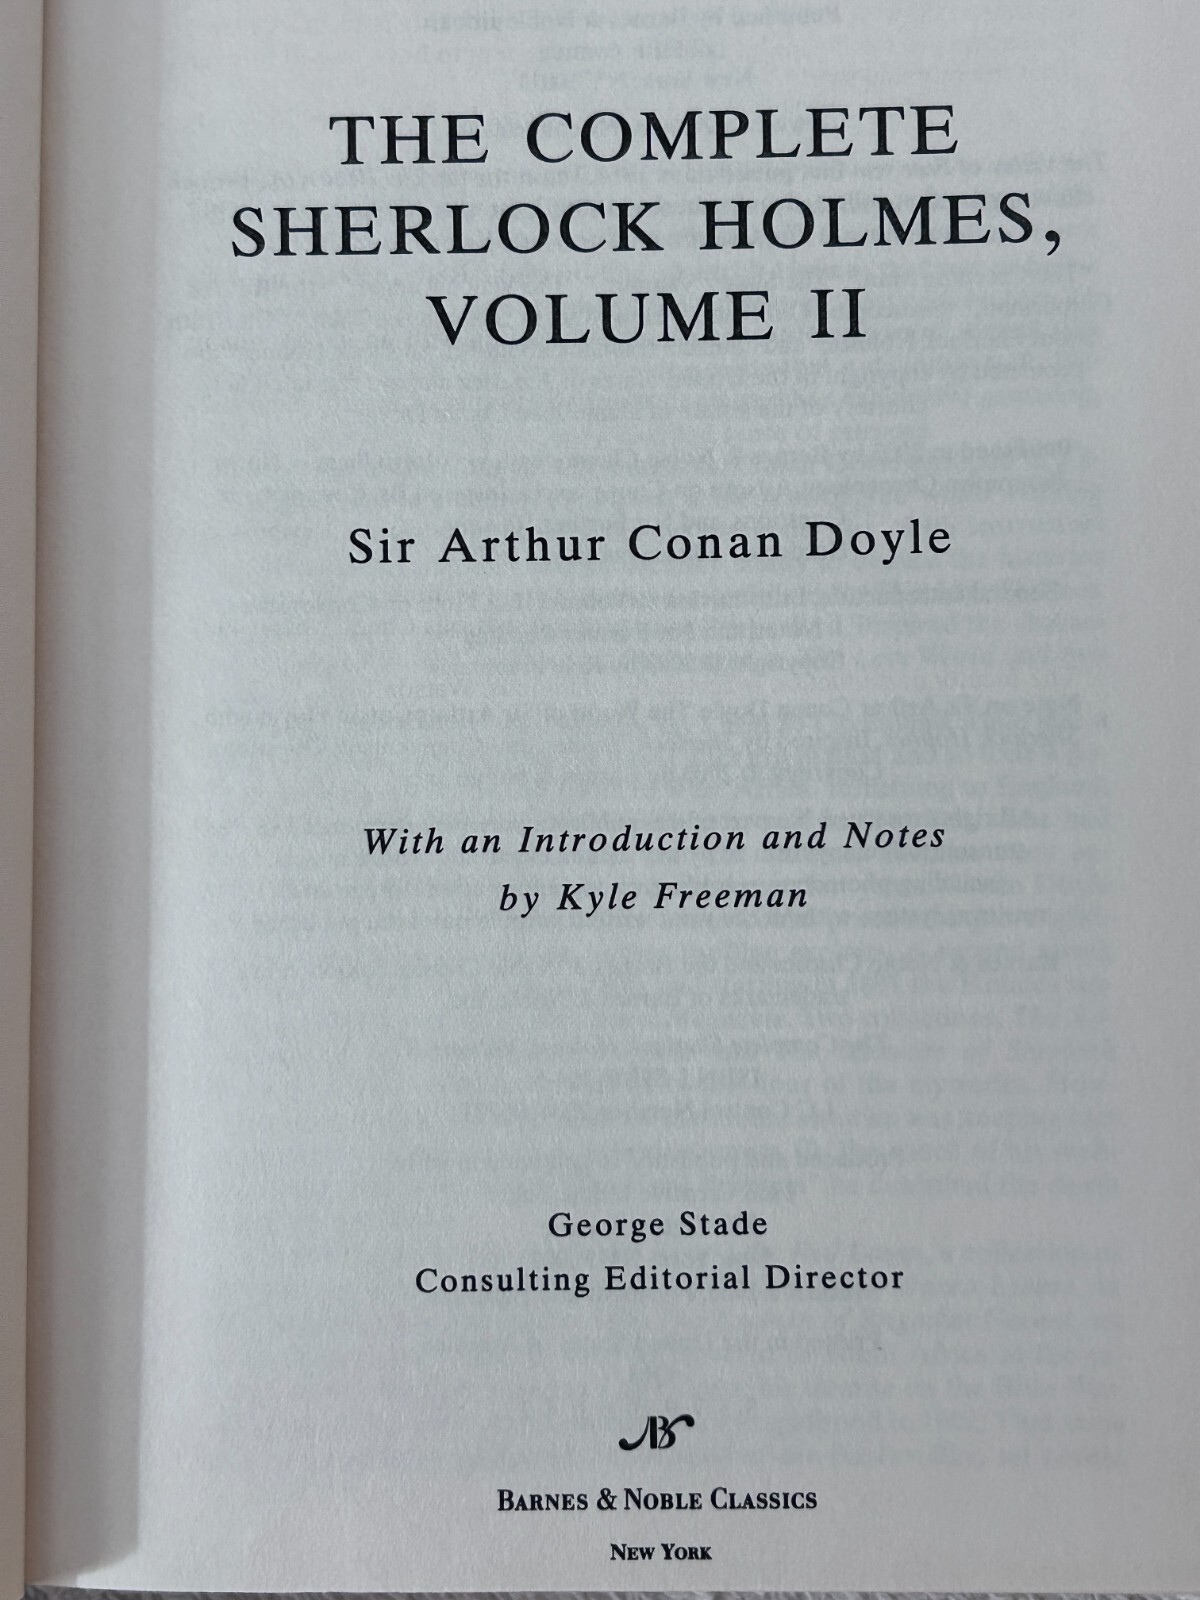 THE COMPLETE
SHERLOCK HOLMES,
VOLUME II
Sir Arthur Conan Doyle
With an Introduction and Notes
by Kyle Freeman
George Stade
Consulting Editorial Director
BARNES & NOBLE CLASSICS
NEW YORK